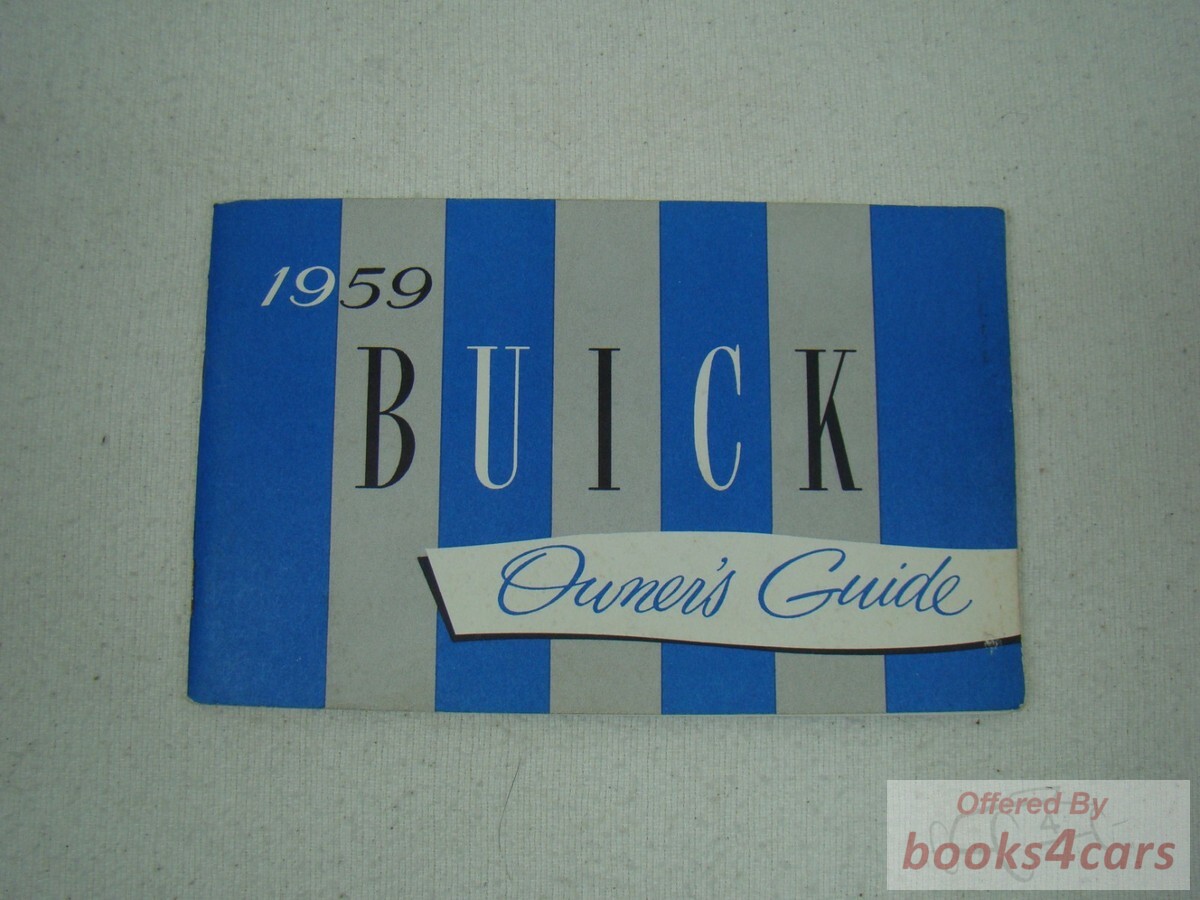 1959
BUICK
Owner's Guide
Offered By
books4cars